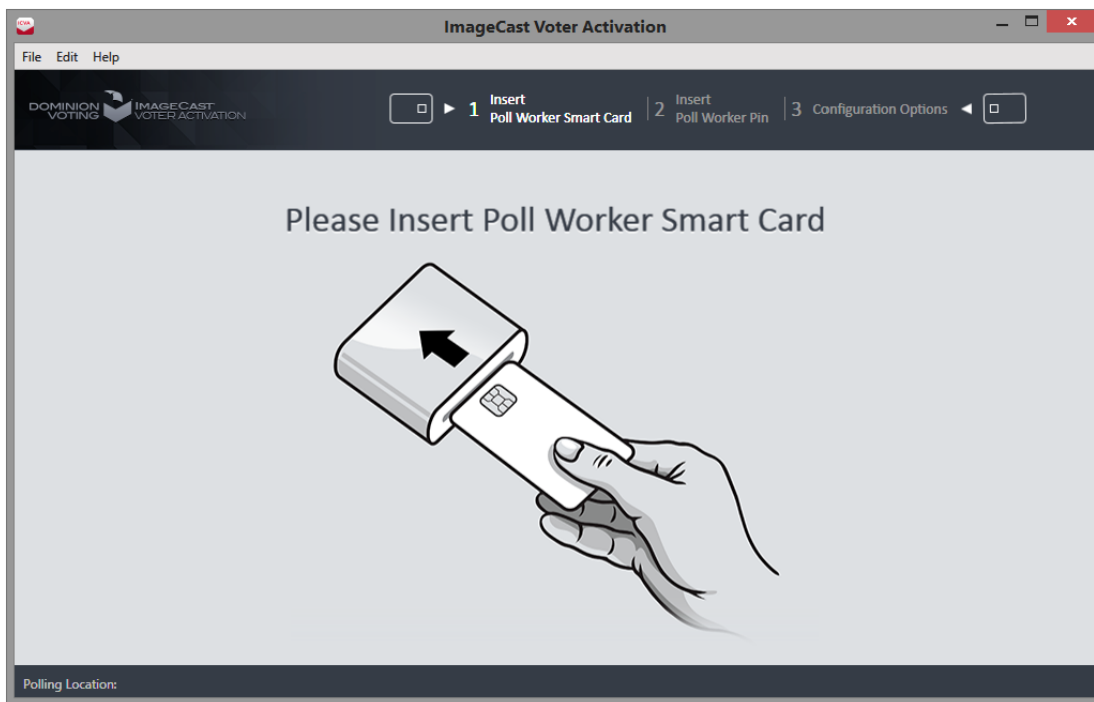 ICVA
ImageCast Voter Activation
File Edit Help
DOMINION VOTING
IMAGECAST VOTER ACTIVATION
1 Insert Poll Worker Smart Card
2 Insert Poll Worker Pin
3 Configuration Options
Please Insert Poll Worker Smart Card
Polling Location: